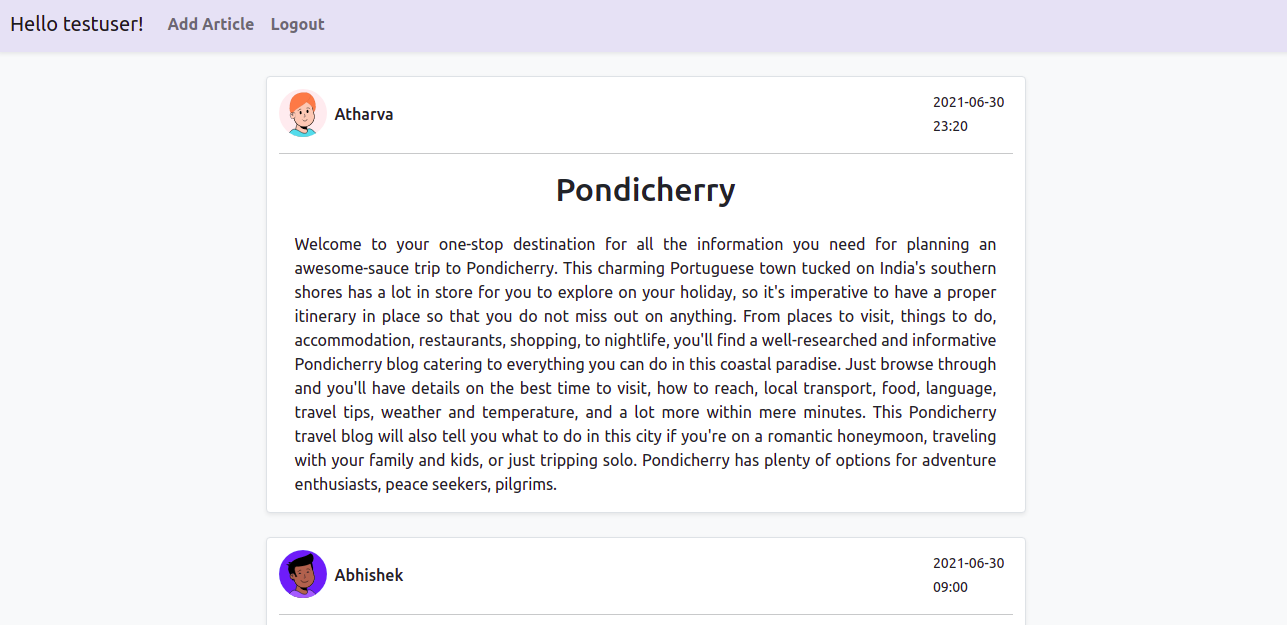 Hello testuser! Add Article Logout
Atharva
2021-06-30
23:20
Pondicherry
Welcome to your one-stop destination for all the information you need for planning an
awesome-sauce trip to Pondicherry. This charming Portuguese town tucked on India's southern
shores has a lot in store for you to explore on your holiday, so it's imperative to have a proper
itinerary in place so that you do not miss out on anything. From places to visit, things to do,
accommodation, restaurants, shopping, to nightlife, you'll find a well-researched and informative
Pondicherry blog catering to everything you can do in this coastal paradise. Just browse through
and you'll have details on the best time to visit, how to reach, local transport, food, language,
travel tips, weather and temperature, and a lot more within mere minutes. This Pondicherry
travel blog will also tell you what to do in this city if you're on a romantic honeymoon, traveling
with your family and kids, or just tripping solo. Pondicherry has plenty of options for adventure
enthusiasts, peace seekers, pilgrims.
Abhishek
2021-06-30
09:00